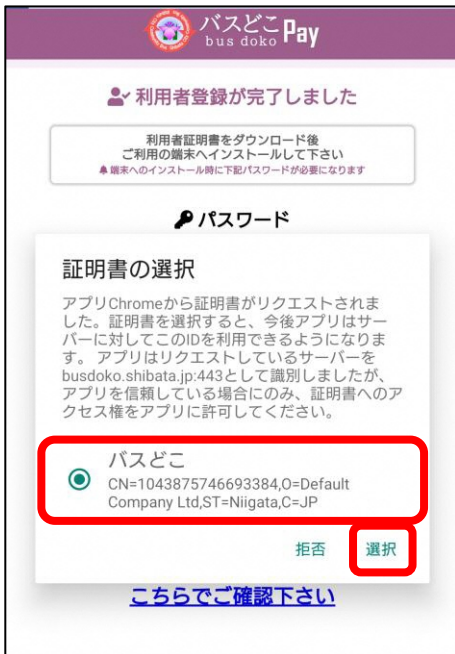 バスどこ Pay
bus doko
利用者登録が完了しました
利用者証明書をダウンロード後
ご利用の端末へインストールして下さい
端末へのインストール時に下記パスワードが必要になります
パスワード
証明書の選択
アプリChromeから証明書がリクエストされま
した。証明書を選択すると、今後アプリはサー
バーに対してこのIDを利用できるようになりま
す。 アプリはリクエストしているサーバーを
busdoko.shibata.jp:443として識別しましたが、
アプリを信頼している場合にのみ、証明書へのア
クセス権をアプリに許可してください。
バスどこ
CN=1043875746693384,O=Default
Company Ltd,ST=Niigata,C=JP
拒否 選択
こちらでご確認下さい